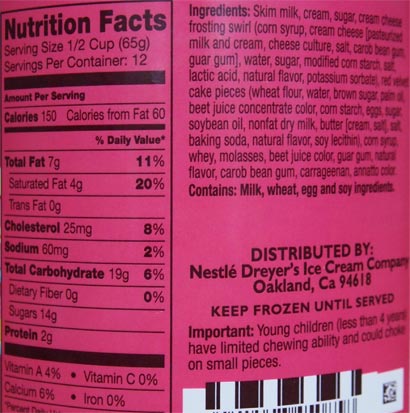 Nutrition Facts
Serving Size 1/2 Cup (65g)
Servings Per Container: 12
Amount Per Serving
Calories 150 Calories from Fat 60
% Daily Value*
Total Fat 7g 11%
Saturated Fat 4g 20%
Trans Fat 0g
Cholesterol 25mg 8%
Sodium 60mg 2%
Total Carbohydrate 19g 6%
Dietary Fiber 0g 0%
Sugars 14g
Protein 2g
Vitamin A 4% • Vitamin C 0%
Calcium 6% • Iron 0%
Ingredients: Skim milk, cream, sugar, cream cheese
frosting swirl (corn syrup, cream cheese [pasteurized
milk and cream, cheese culture, salt, carob bean gum,
guar gum], water, sugar, modified corn starch, salt,
lactic acid, natural flavor, potassium sorbate), red velvet
cake pieces (wheat flour, water, brown sugar, palm oil,
beet juice concentrate color, corn starch, eggs, sugar,
soybean oil, nonfat dry milk, butter [cream, salt], salt,
baking soda, natural flavor, soy lecithin), corn syrup,
whey, molasses, beet juice color, guar gum, natural
flavor, carob bean gum, carrageenan, annatto color.
Contains: Milk, wheat, egg and soy ingredients.
DISTRIBUTED BY:
Nestlé Dreyer's Ice Cream Company
Oakland, Ca 94618
KEEP FROZEN UNTIL SERVED
Important: Young children (less than 4 years)
have limited chewing ability and could choke
on small pieces.